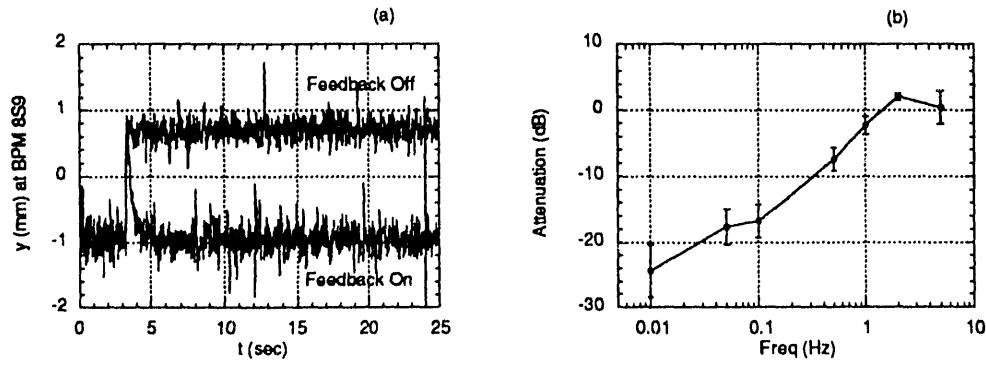 (a)
2
1
0
-1
-2
y (mm) at BPM 8S9
Feedback Off
Feedback On
0 5 10 15 20 25
t (sec)
(b)
10
0
-10
-20
-30
Attenuation (dB)
0.01 0.1 1 10
Freq (Hz)